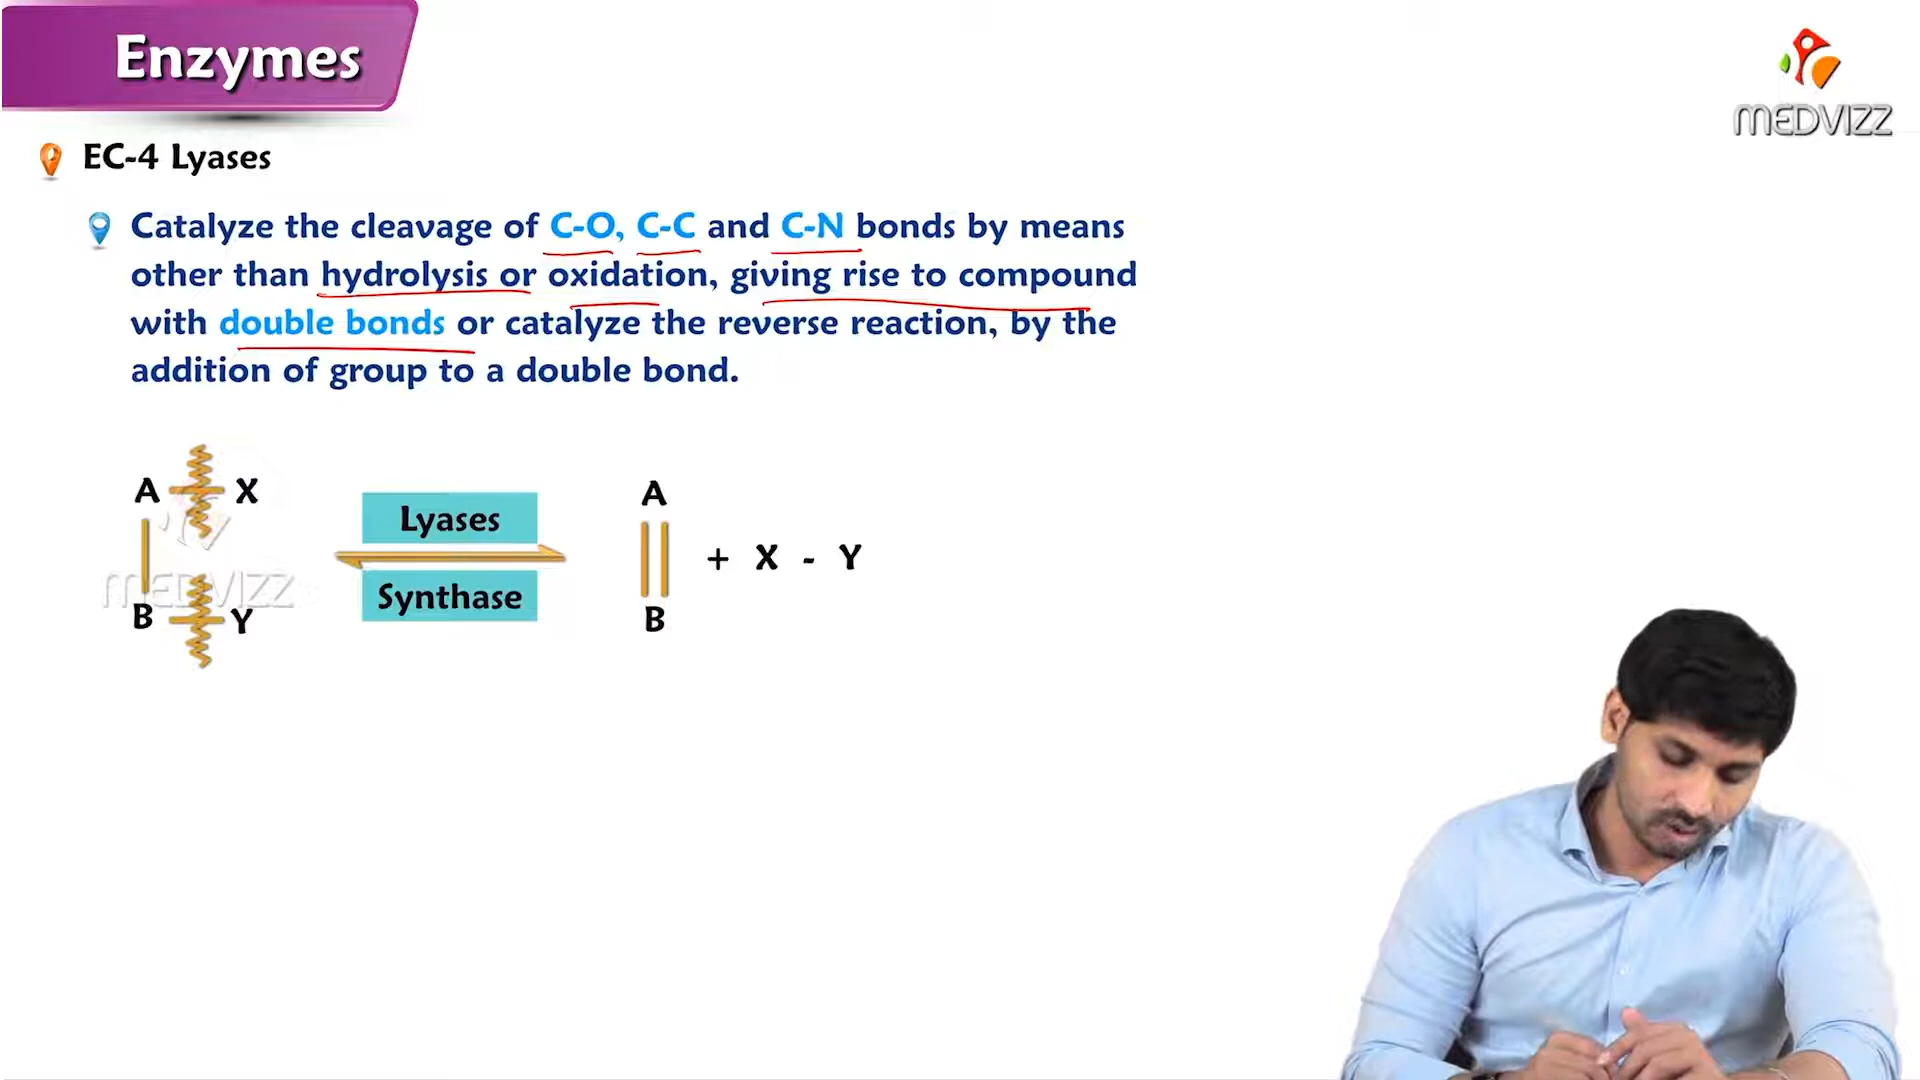 Enzymes
MEDVIZZ
EC-4 Lyases
Catalyze the cleavage of C-O, C-C and C-N bonds by means
other than hydrolysis or oxidation, giving rise to compound
with double bonds or catalyze the reverse reaction, by the
addition of group to a double bond.
A X
Lyases
A
+ X - Y
MEDVIZZ
Synthase
B Y
B